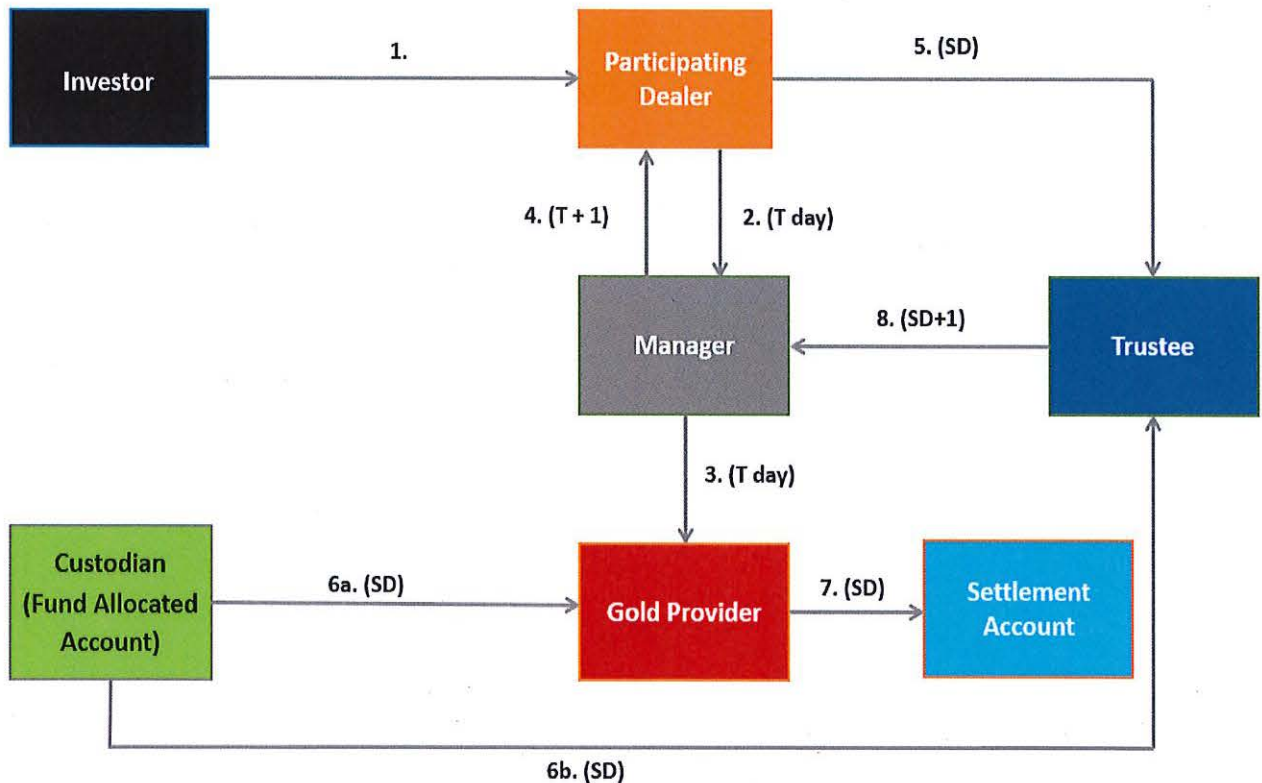 1.
5. (SD)
Investor
Participating
Dealer
4. (T + 1)
2. (T day)
8. (SD+1)
Manager
Trustee
3. (T day)
Custodian
(Fund Allocated
Account)
6a. (SD)
Gold Provider
7. (SD)
Settlement
Account
6b. (SD)